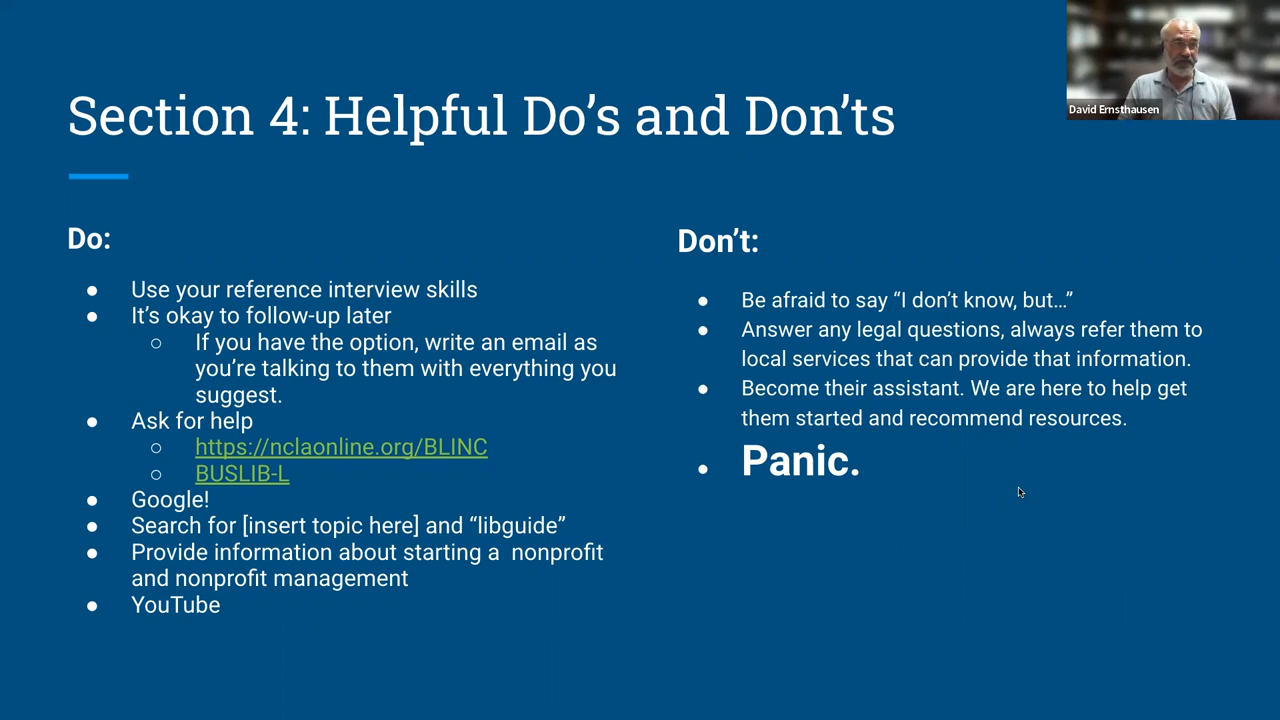 David Ernsthausen
Section 4: Helpful Do’s and Don’ts
Do:
● Use your reference interview skills
● It’s okay to follow-up later
○ If you have the option, write an email as
you’re talking to them with everything you
suggest.
● Ask for help
○ https://nclaonline.org/BLINC
○ BUSLIB-L
● Google!
● Search for [insert topic here] and “libguide”
● Provide information about starting a  nonprofit
and nonprofit management
● YouTube
Don’t:
● Be afraid to say “I don’t know, but…”
● Answer any legal questions, always refer them to
local services that can provide that information.
● Become their assistant. We are here to help get
them started and recommend resources.
● Panic.